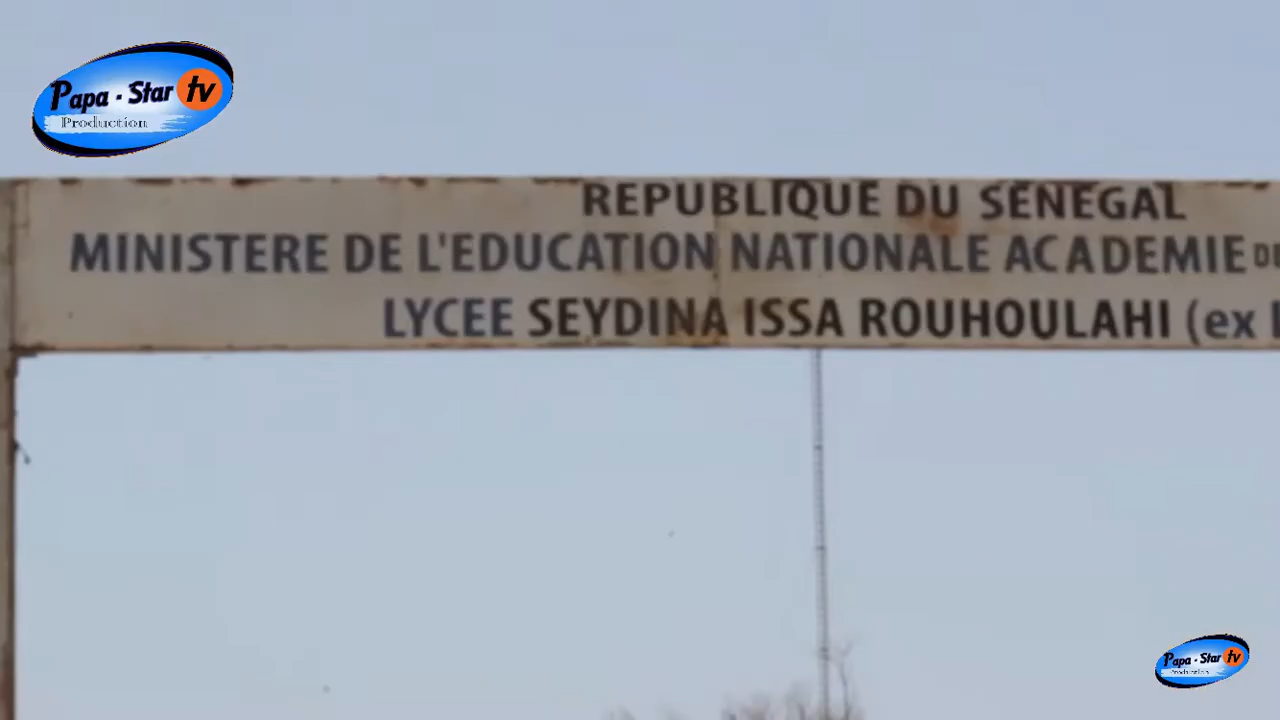 Papa - Star tv
Production
REPUBLIQUE DU SENEGAL
MINISTERE DE L'EDUCATION NATIONALE ACADEMIE
LYCEE SEYDINA ISSA ROUHOULAHI (ex
Papa - Star tv
Production